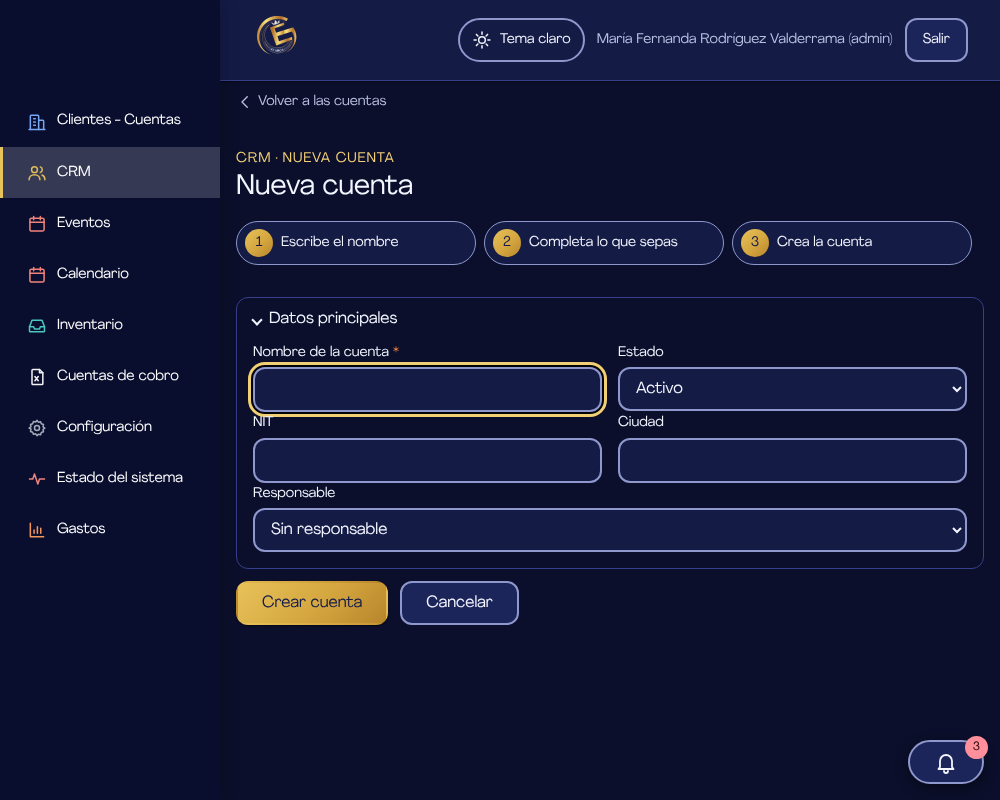 Tema claro
María Fernanda Rodríguez Valderrama (admin)
Salir
Clientes - Cuentas
CRM
Eventos
Calendario
Inventario
Cuentas de cobro
Configuración
Estado del sistema
Gastos
Volver a las cuentas
CRM · NUEVA CUENTA
Nueva cuenta
1 Escribe el nombre
2 Completa lo que sepas
3 Crea la cuenta
Datos principales
Nombre de la cuenta *
Estado
Activo
NIT
Ciudad
Responsable
Sin responsable
Crear cuenta
Cancelar
3